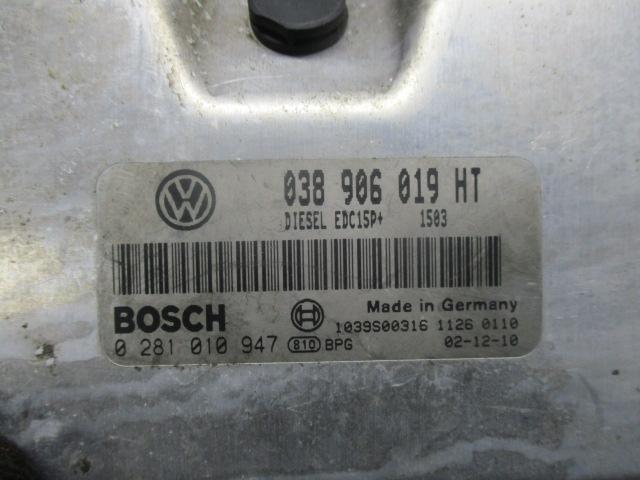 038 906 019 HT
DIESEL EDC15P+ 1503
BOSCH
Made in Germany
1039S00316 1126 0110
0 281 010 947 810 BPG 02-12-10